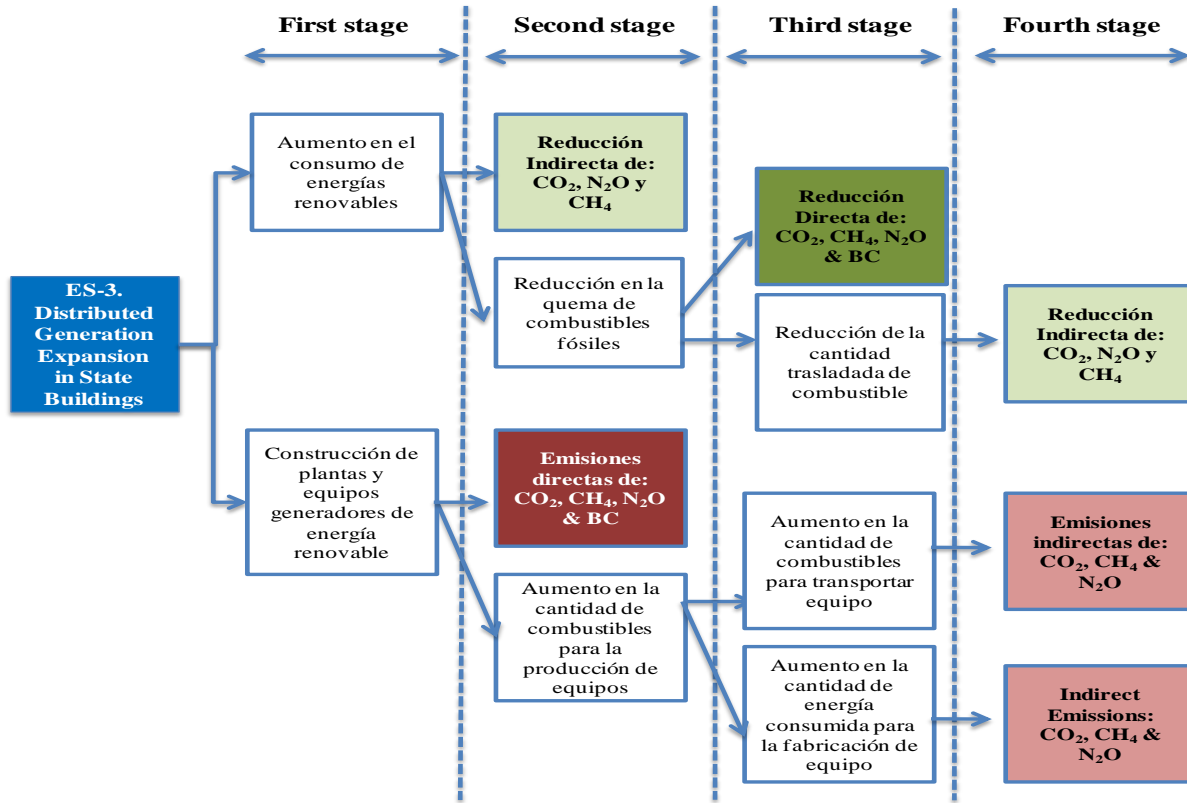 First stage
Second stage
Third stage
Fourth stage
ES-3.
Distributed
Generation
Expansion
in State
Buildings
Aumento en el
consumo de
energías
renovables
Reducción
Indirecta de:
CO₂, N₂O y
CH₄
Reducción en la
quema de
combustibles
fósiles
Reducción
Directa de:
CO₂, CH₄, N₂O
& BC
Reducción de la
cantidad
trasladada de
combustible
Reducción
Indirecta de:
CO₂, N₂O y
CH₄
Construcción de
plantas y
equipos
generadores de
energía
renovable
Emisiones
directas de:
CO₂, CH₄, N₂O
& BC
Aumento en la
cantidad de
combustibles
para la
producción de
equipos
Aumento en la
cantidad de
combustibles
para transportar
equipo
Emisiones
indirectas de:
CO₂, CH₄ &
N₂O
Aumento en la
cantidad de
energía
consumida para
la fabricación de
equipo
Indirect
Emissions:
CO₂, CH₄ &
N₂O